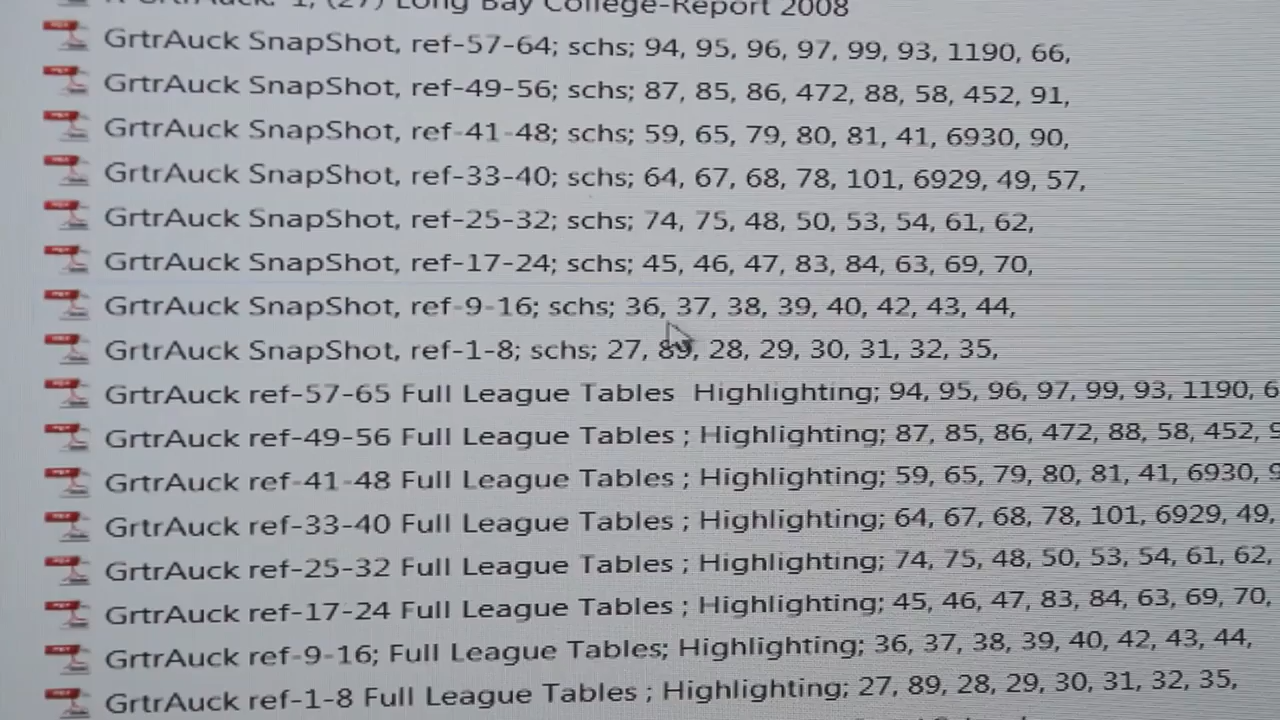 1, (27) Long Bay College-Report 2008
GrtrAuck SnapShot, ref-57-64; schs; 94, 95, 96, 97, 99, 93, 1190, 66,
GrtrAuck SnapShot, ref-49-56; schs; 87, 85, 86, 472, 88, 58, 452, 91,
GrtrAuck SnapShot, ref-41-48; schs; 59, 65, 79, 80, 81, 41, 6930, 90,
GrtrAuck SnapShot, ref-33-40; schs; 64, 67, 68, 78, 101, 6929, 49, 57,
GrtrAuck SnapShot, ref-25-32; schs; 74, 75, 48, 50, 53, 54, 61, 62,
GrtrAuck SnapShot, ref-17-24; schs; 45, 46, 47, 83, 84, 63, 69, 70,
GrtrAuck SnapShot, ref-9-16; schs; 36, 37, 38, 39, 40, 42, 43, 44,
GrtrAuck SnapShot, ref-1-8; schs; 27, 89, 28, 29, 30, 31, 32, 35,
GrtrAuck ref-57-65 Full League Tables Highlighting; 94, 95, 96, 97, 99, 93, 1190, 6
GrtrAuck ref-49-56 Full League Tables ; Highlighting; 87, 85, 86, 472, 88, 58, 452, 9
GrtrAuck ref-41-48 Full League Tables ; Highlighting; 59, 65, 79, 80, 81, 41, 6930, 9
GrtrAuck ref-33-40 Full League Tables ; Highlighting; 64, 67, 68, 78, 101, 6929, 49,
GrtrAuck ref-25-32 Full League Tables ; Highlighting; 74, 75, 48, 50, 53, 54, 61, 62,
GrtrAuck ref-17-24 Full League Tables ; Highlighting; 45, 46, 47, 83, 84, 63, 69, 70,
GrtrAuck ref-9-16; Full League Tables; Highlighting; 36, 37, 38, 39, 40, 42, 43, 44,
GrtrAuck ref-1-8 Full League Tables ; Highlighting; 27, 89, 28, 29, 30, 31, 32, 35,